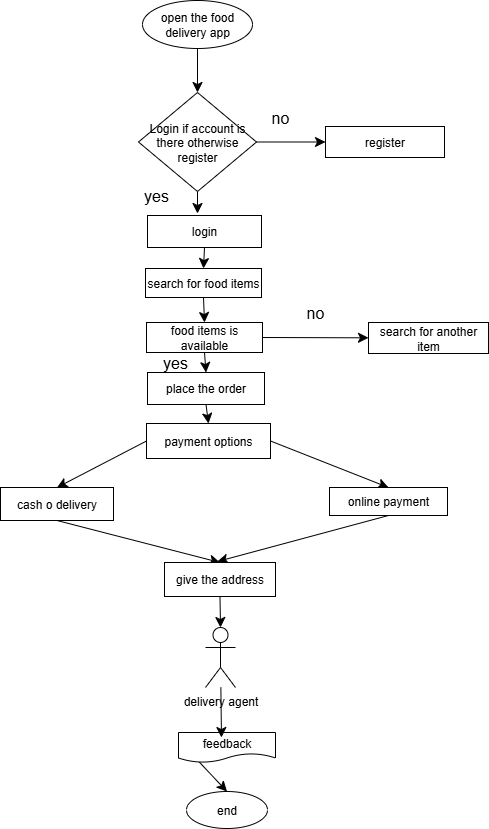 open the food
delivery app
Login if account is
there otherwise
register
no
register
yes
login
search for food items
food items is
available
no
search for another
item
yes
place the order
payment options
cash o delivery
online payment
give the address
delivery agent
feedback
end